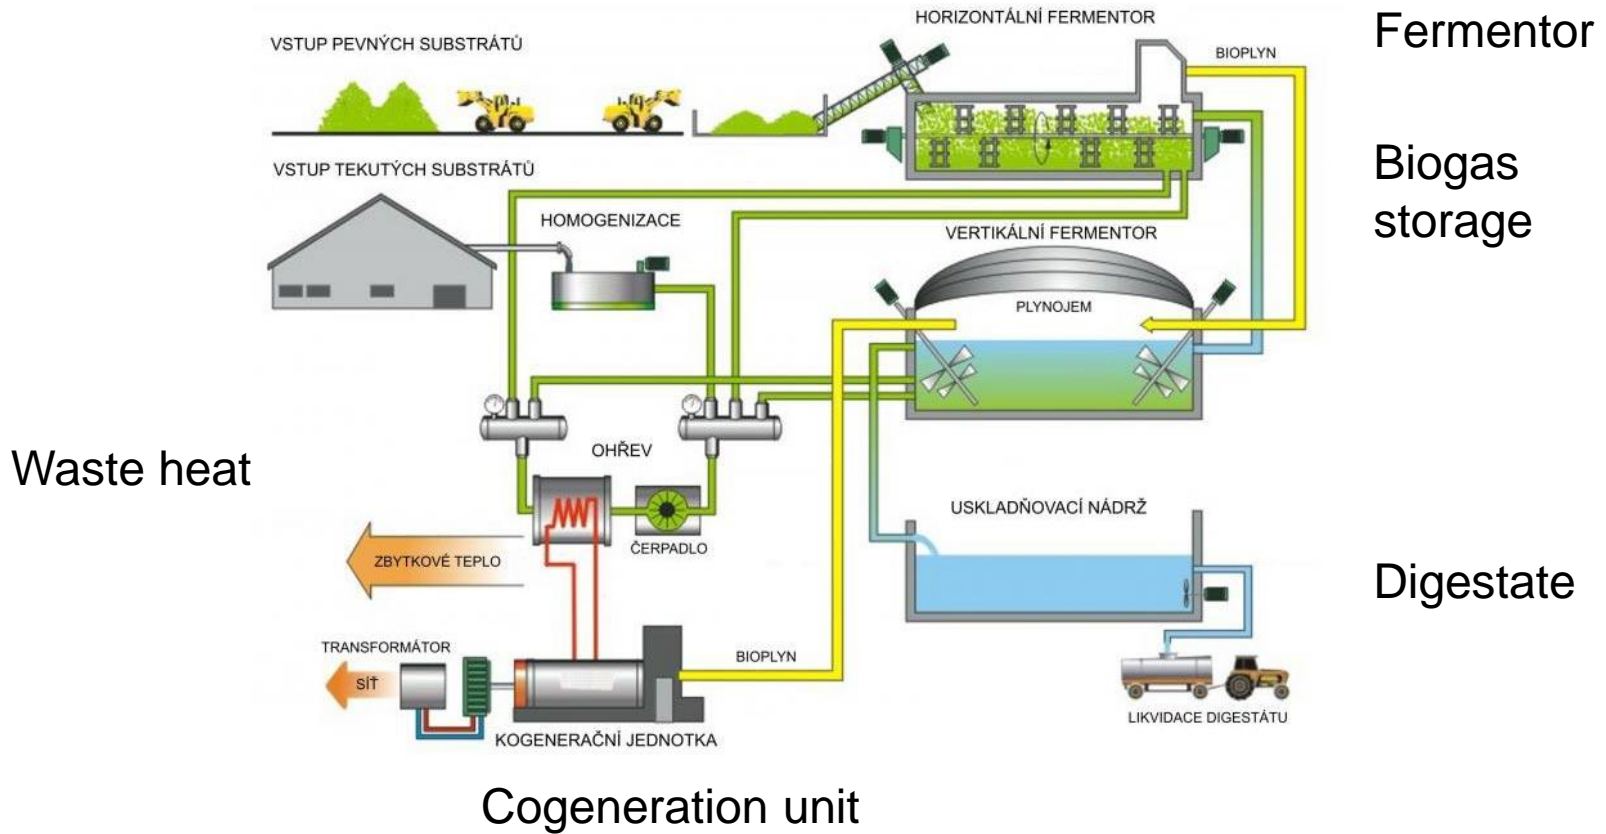 HORIZONTÁLNÍ FERMENTOR
Fermentor
VSTUP PEVNÝCH SUBSTRÁTŮ
BIOPLYN
VSTUP TEKUTÝCH SUBSTRÁTŮ
Biogas
storage
HOMOGENIZACE
VERTIKÁLNÍ FERMENTOR
PLYNOJEM
OHŘEV
Waste heat
USKLADŇOVACÍ NÁDRŽ
ČERPADLO
ZBYTKOVÉ TEPLO
Digestate
TRANSFORMÁTOR
BIOPLYN
SÍŤ
LIKVIDACE DIGESTÁTU
KOGENERAČNÍ JEDNOTKA
Cogeneration unit